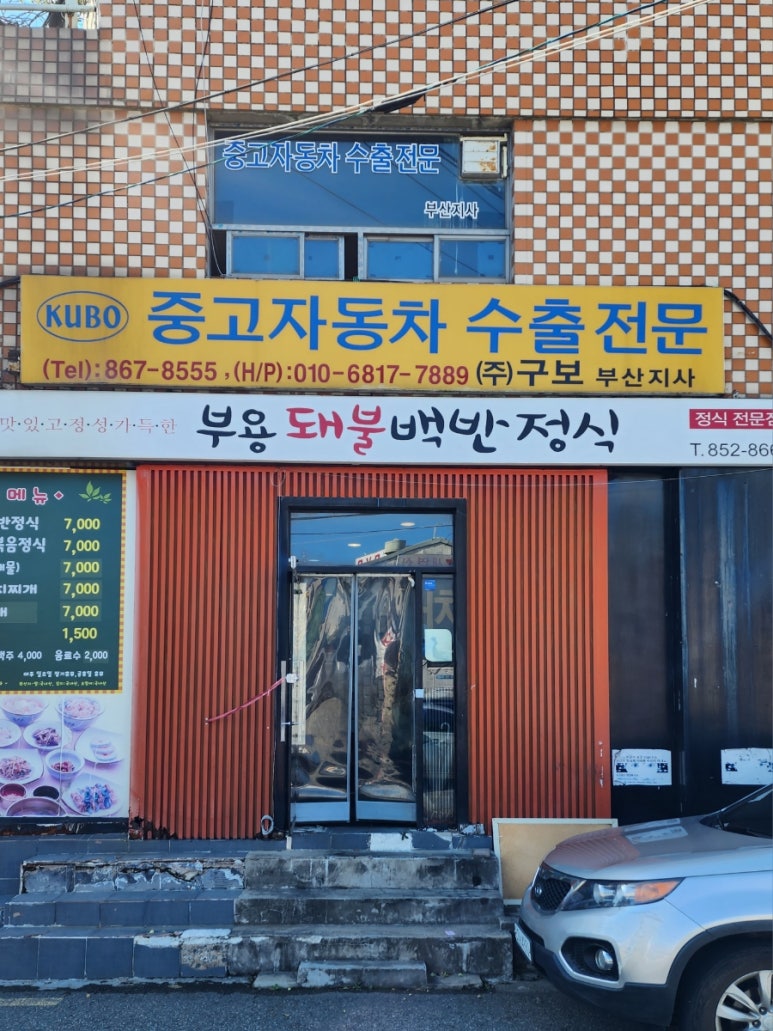 중고자동차 수출전문
부산지사
KUBO 중고자동차 수출전문
(Tel):867-8555,(H/P):010-6817-7889 (주)구보 부산지사
맛·있·고·정·성·가·득·한 부용돼불백반정식
정식 전문점
T.852-866
메뉴
반정식 7,000
볶음정식 7,000
7,000
찌개 7,000
7,000
1,500
맥주 4,000 음료수 2,000